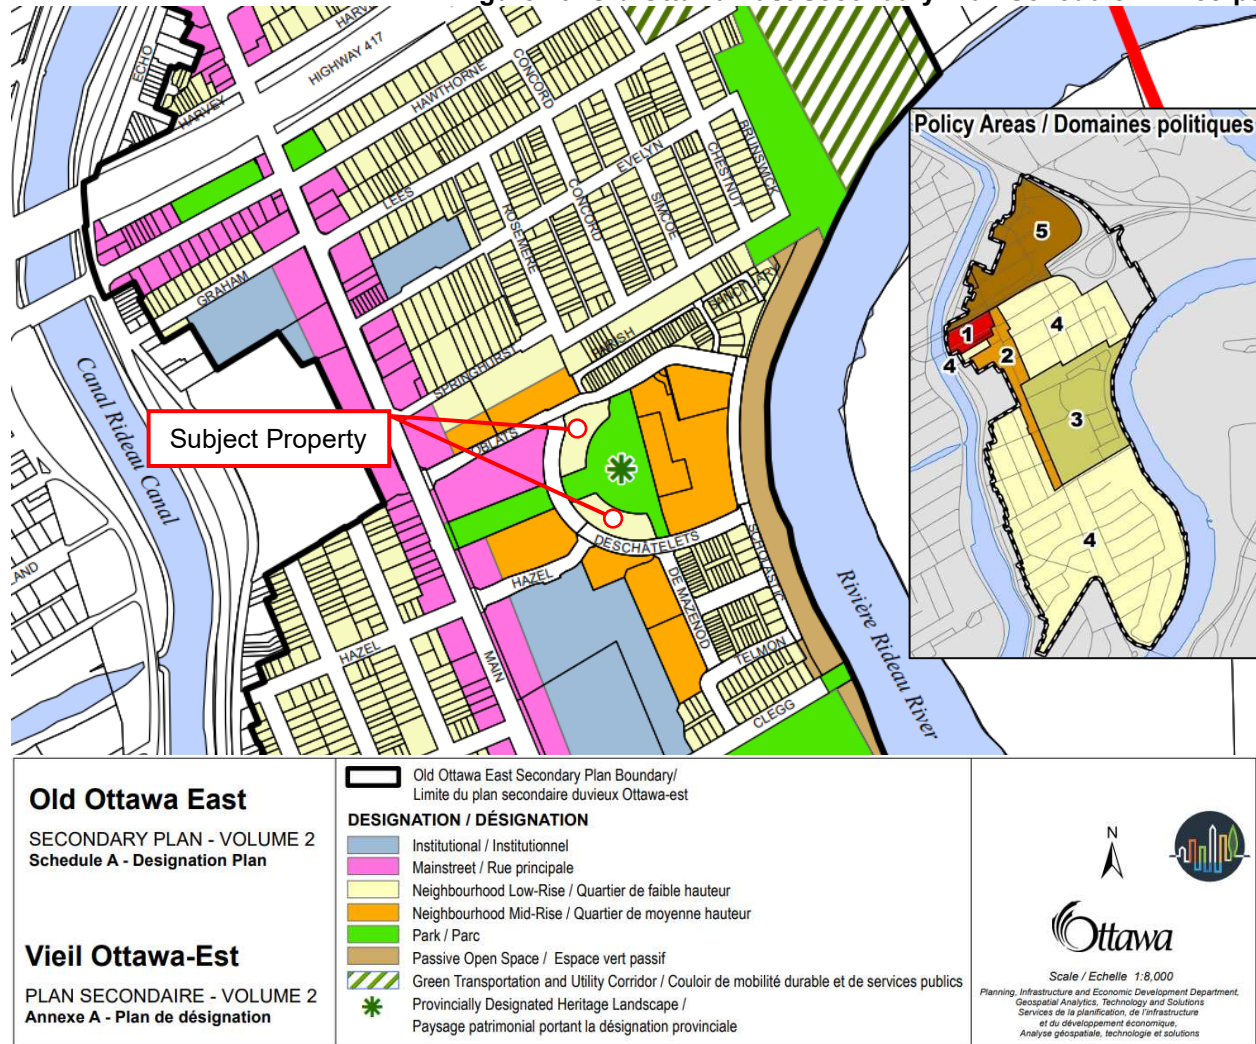 Policy Areas / Domaines politiques
5
4
1
2
4
3
4
ECHO
HARVEY
HIGHWAY 417
HAWTHORNE
CONCORD
LEES
EVELYN
CHESTNUT
BRUNSWICK
SIMCOE
CONCORD
ROSEMERE
GRAHAM
SPRINGHURST
OBLATS
Canal Rideau Canal
Subject Property
DESCHÂTELETS
SCHOLASTIC
HAZEL
DE MAZENOD
HAZEL
MAIN
TELMON
CLEGG
Rivière Rideau River
Old Ottawa East
SECONDARY PLAN - VOLUME 2
Schedule A - Designation Plan
Vieil Ottawa-Est
PLAN SECONDAIRE - VOLUME 2
Annexe A - Plan de désignation
Old Ottawa East Secondary Plan Boundary/
Limite du plan secondaire duvieux Ottawa-est
DESIGNATION / DÉSIGNATION
Institutional / Institutionnel
Mainstreet / Rue principale
Neighbourhood Low-Rise / Quartier de faible hauteur
Neighbourhood Mid-Rise / Quartier de moyenne hauteur
Park / Parc
Passive Open Space / Espace vert passif
Green Transportation and Utility Corridor / Couloir de mobilité durable et de services publics
Provincially Designated Heritage Landscape /
Paysage patrimonial portant la désignation provinciale
N
Ottawa
Scale / Echelle 1:8,000
Planning, Infrastructure and Economic Development Department,
Geospatial Analytics, Technology and Solutions
Services de la planification, de l'infrastructure
et du développement économique,
Analyse géospatiale, technologie et solutions